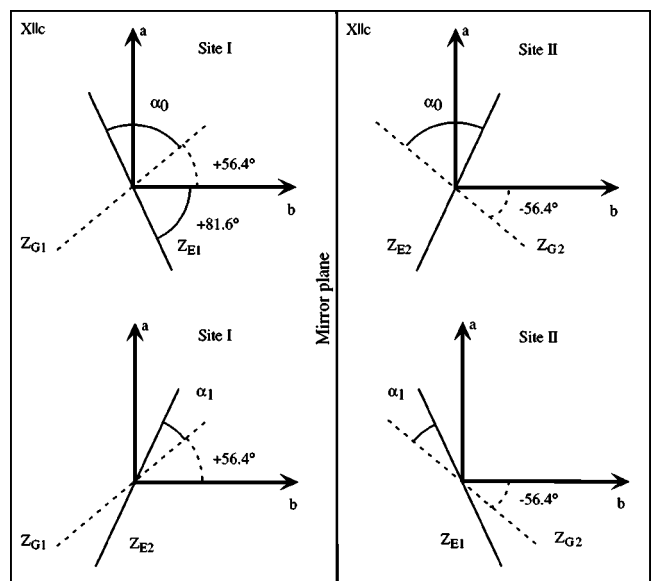 X||c
a
Site I
α0
+56.4°
b
+81.6°
ZG1
ZE1
X||c
a
Site II
α0
b
-56.4°
ZE2
ZG2
Mirror plane
a
Site I
α1
+56.4°
b
ZG1
ZE2
a
Site II
α1
-56.4°
b
ZE1
ZG2